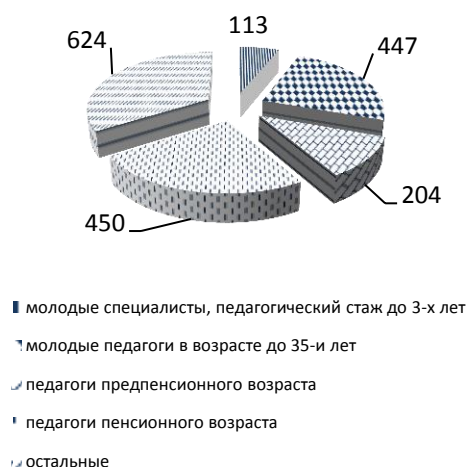 113
624
447
204
450
молодые специалисты, педагогический стаж до 3-х лет
молодые педагоги в возрасте до 35-и лет
педагоги предпенсионного возраста
педагоги пенсионного возраста
остальные